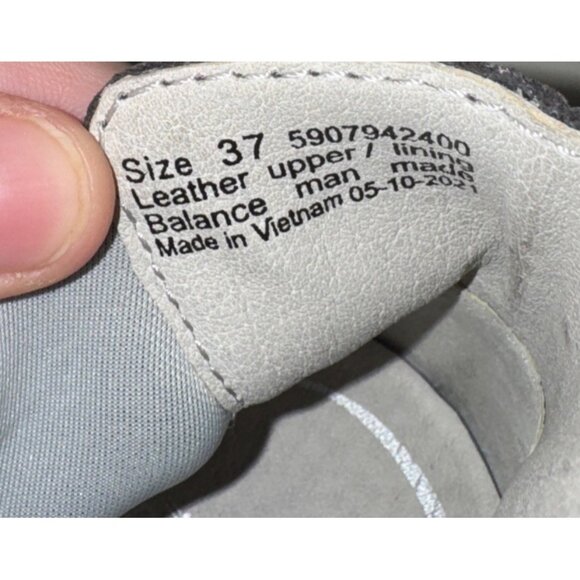 Size 37 5907942400
Leather upper / lining
Balance man made
Made in Vietnam 05-10-2021